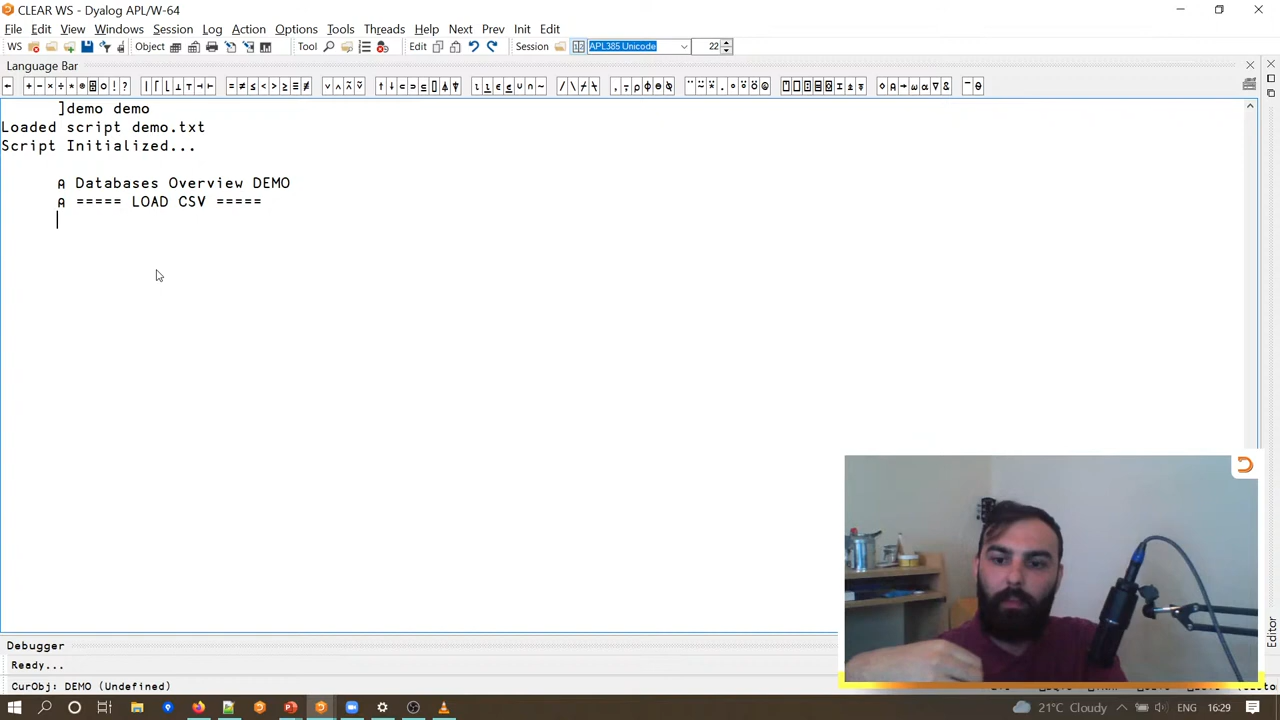 CLEAR WS - Dyalog APL/W-64
File Edit View Windows Session Log Action Options Tools Threads Help Next Prev Init Edit
WS Object Tool Edit Session APL385 Unicode 22
Language Bar
← + - × ÷ * ⍟ ⌹ ○ ! ? | ⌈ ⌊ ⊥ ⊤ ⊣ ⊢ = ≠ ≤ < > ≥ ≡ ≢ ∨ ∧ ⍲ ⍱ ↑ ↓ ⊂ ⊃ ⊆ ⌷ ⍋ ⍒ ⍳ ⍸ ∊ ⍷ ∪ ∩ ~ / \ ⌿ ⍀ , ⍪ ⍴ ⌽ ⊖ ⍉ ¨ ⍨ ⍣ . ∘ ⍤ ⍥ @ ⍞ ⎕ ⍠ ⌸ ⌺ ⌶ ⍎ ⍕ ⋄ ⍝ → ⍵ ⍺ ∇ & ¯ ⍬
]demo demo
Loaded script demo.txt
Script Initialized...
⍝ Databases Overview DEMO
⍝ ===== LOAD CSV =====
Editor
Debugger
Ready...
CurObj: DEMO (Undefined)
21°C Cloudy ENG 16:29